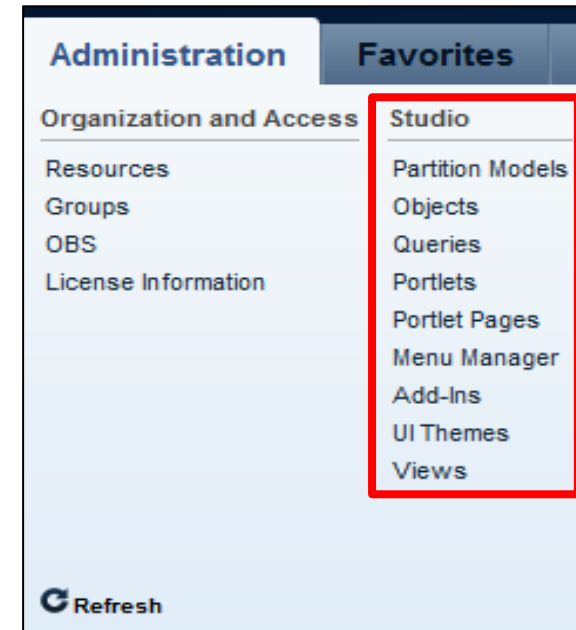 Administration
Favorites
Organization and Access
Resources
Groups
OBS
License Information
Studio
Partition Models
Objects
Queries
Portlets
Portlet Pages
Menu Manager
Add-Ins
UI Themes
Views
Refresh